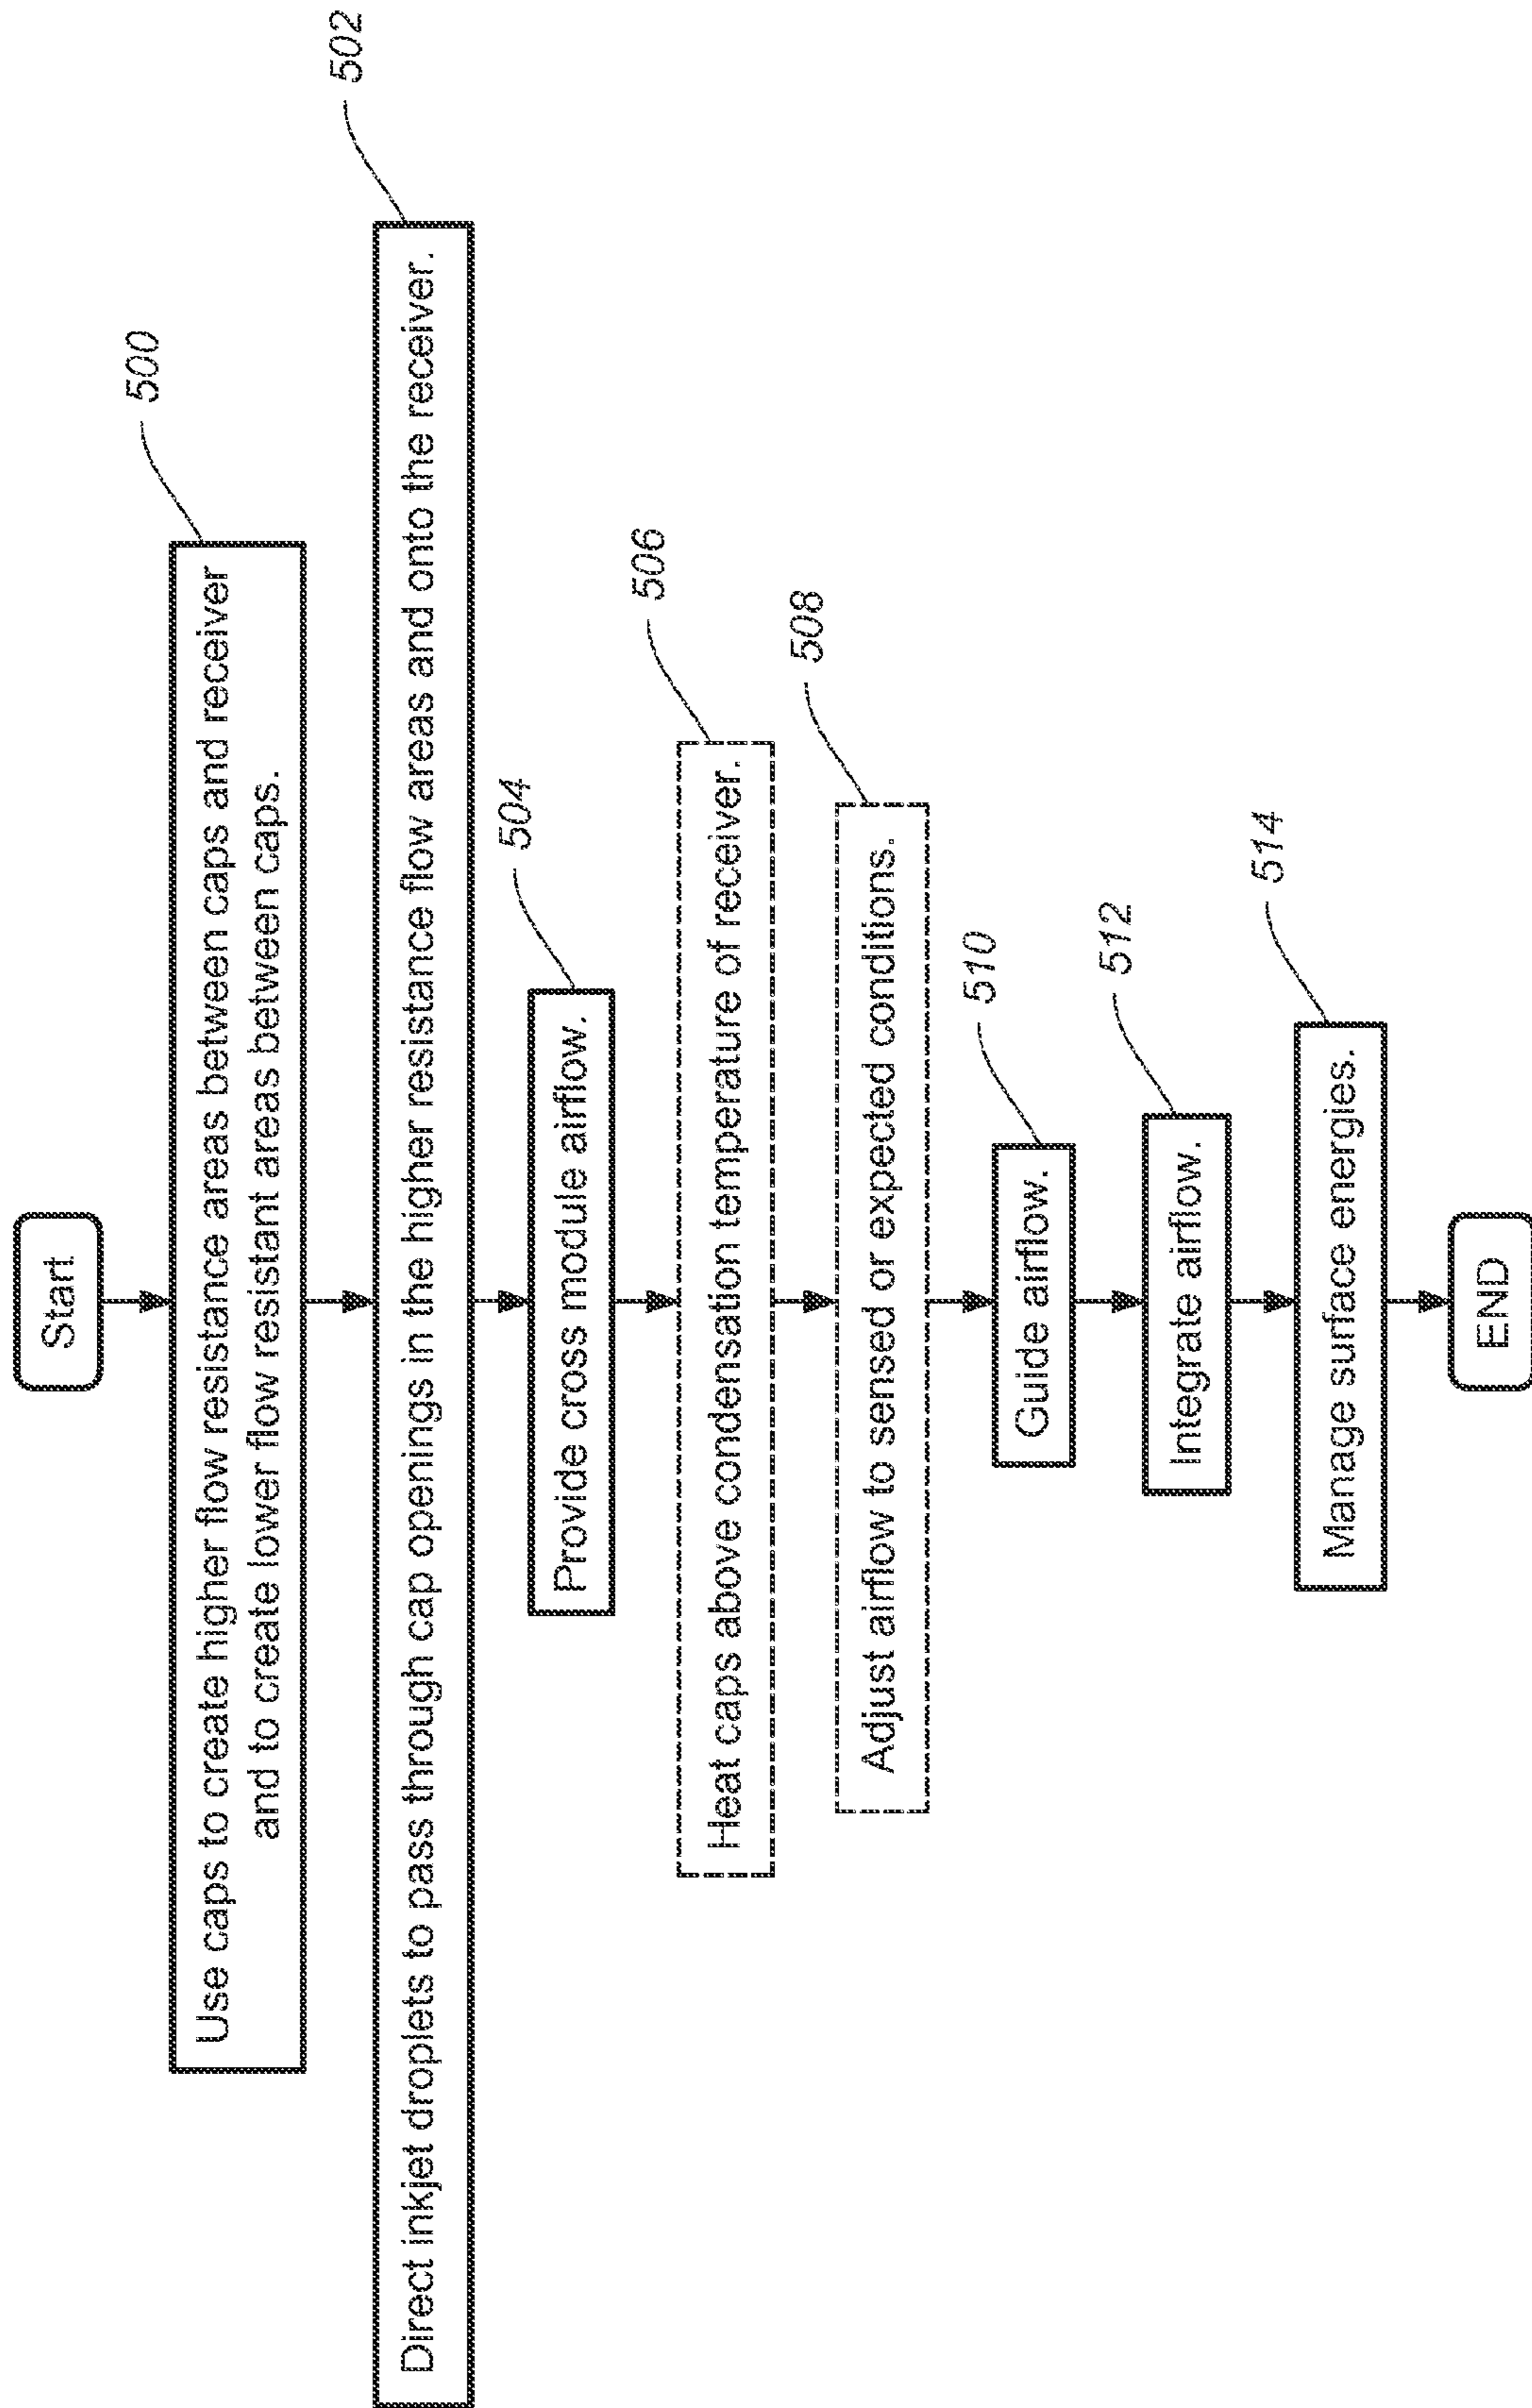 Start
Use caps to create higher flow resistance areas between caps and receiver
and to create lower flow resistant areas between caps.
500
Direct inkjet droplets to pass through cap openings in the higher resistance flow areas and onto the receiver.
502
Provide cross module airflow.
504
Heat caps above condensation temperature of receiver.
506
Adjust airflow to sensed or expected conditions.
508
Guide airflow.
510
Integrate airflow.
512
Manage surface energies.
514
END